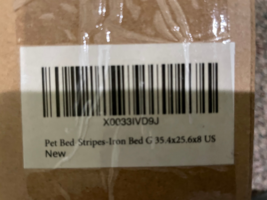 X0033IVD9J
Pet Bed Stripes-Iron Bed G 35.4x25.6x8 US
New